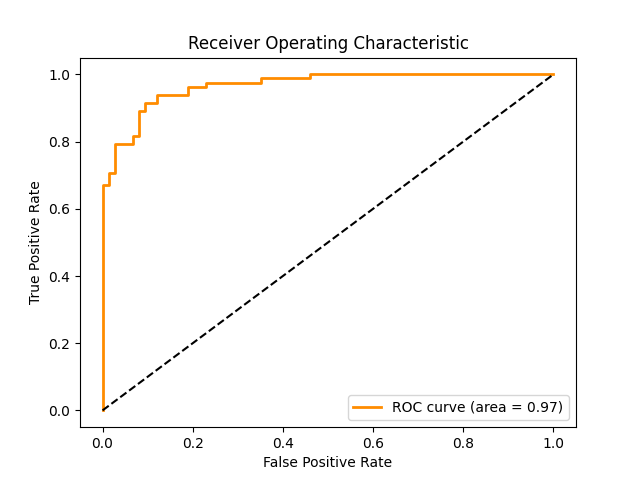 Receiver Operating Characteristic
1.0
0.8
0.6
0.4
0.2
0.0
True Positive Rate
ROC curve (area = 0.97)
0.0 0.2 0.4 0.6 0.8 1.0
False Positive Rate